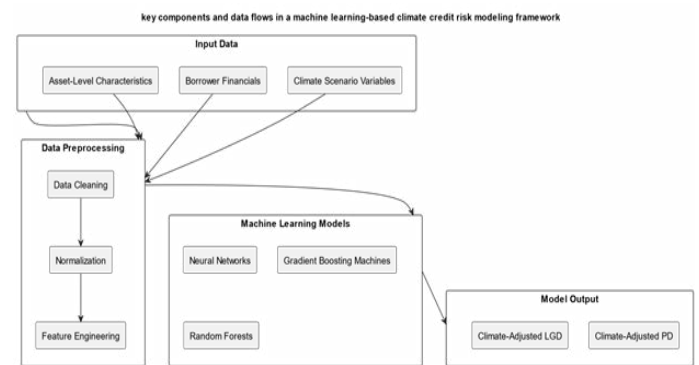 key components and data flows in a machine learning-based climate credit risk modeling framework
Input Data
Asset-Level Characteristics
Borrower Financials
Climate Scenario Variables
Data Preprocessing
Data Cleaning
Normalization
Feature Engineering
Machine Learning Models
Neural Networks
Gradient Boosting Machines
Random Forests
Model Output
Climate-Adjusted LGD
Climate-Adjusted PD